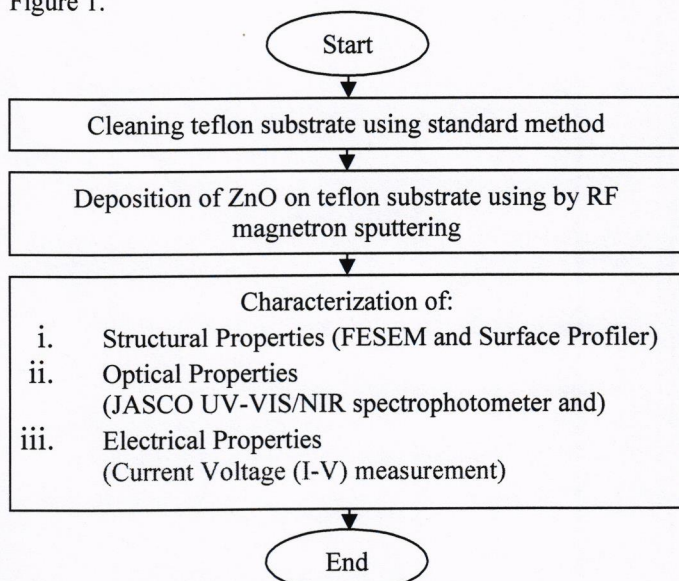 Figure 1.
Start
Cleaning teflon substrate using standard method
Deposition of ZnO on teflon substrate using by RF
magnetron sputtering
Characterization of:
i. Structural Properties (FESEM and Surface Profiler)
ii. Optical Properties
(JASCO UV-VIS/NIR spectrophotometer and)
iii. Electrical Properties
(Current Voltage (I-V) measurement)
End